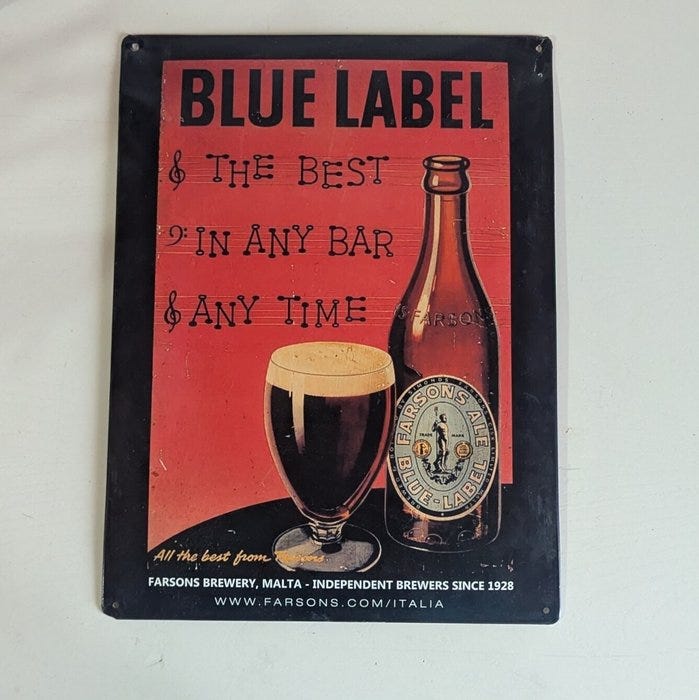 BLUE LABEL
THE BEST
IN ANY BAR
ANY TIME
FARSONS
FARSONS ALE
TRADE MARK
BLUE-LABEL
All the best from Farsons
FARSONS BREWERY, MALTA - INDEPENDENT BREWERS SINCE 1928
WWW.FARSONS.COM/ITALIA